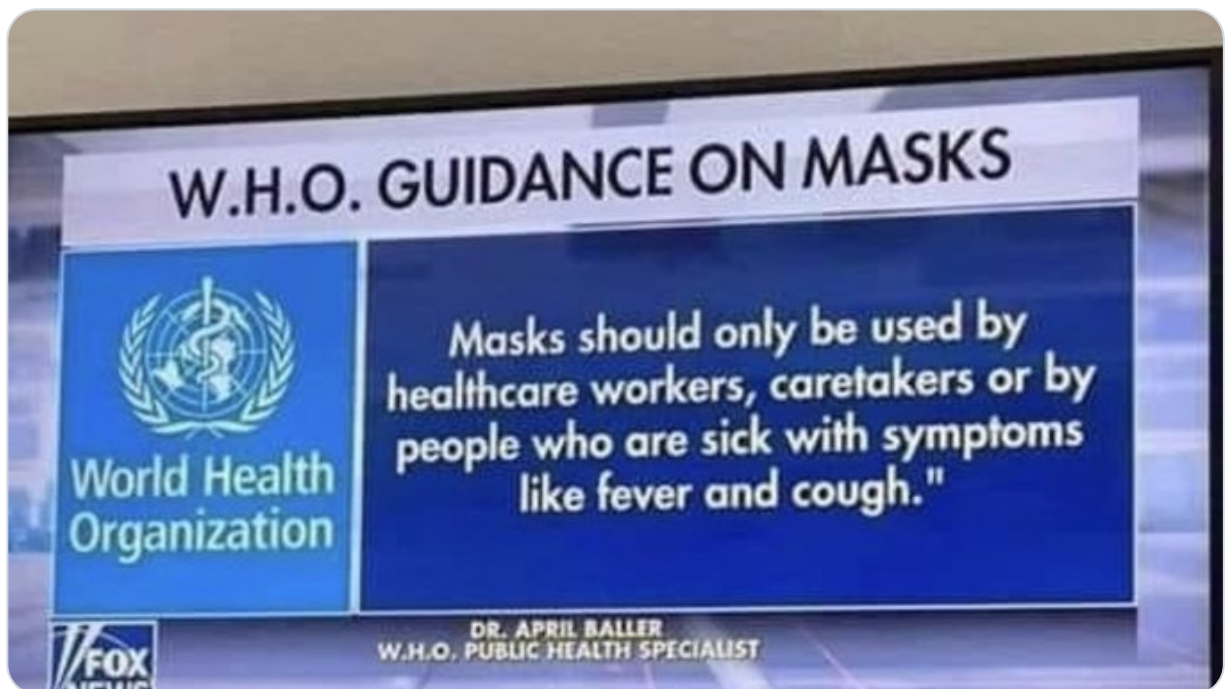 W.H.O. GUIDANCE ON MASKS
World Health
Organization
Masks should only be used by
healthcare workers, caretakers or by
people who are sick with symptoms
like fever and cough."
DR. APRIL BALLER
W.H.O. PUBLIC HEALTH SPECIALIST
FOX
NEWS